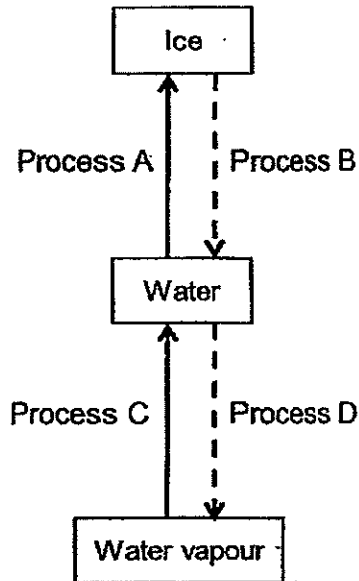 Ice
Process A
Process B
Water
Process C
Process D
Water vapour